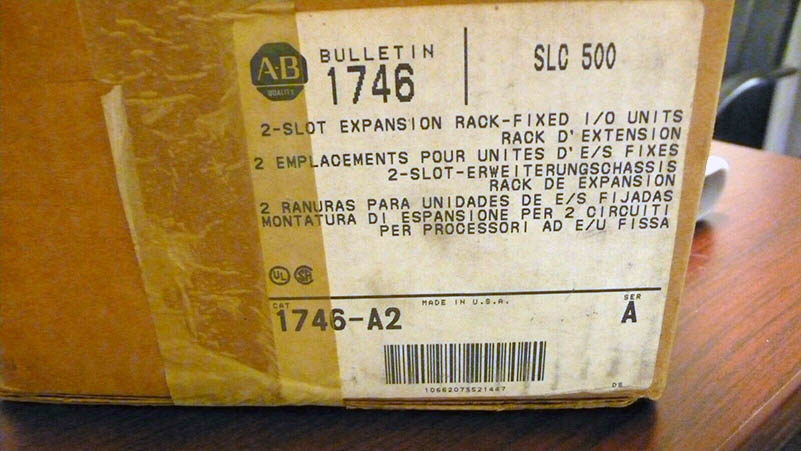 A-B
QUALITY
BULLETIN
1746
SLC 500
2-SLOT EXPANSION RACK-FIXED I/O UNITS
RACK D'EXTENSION
2 EMPLACEMENTS POUR UNITES D'E/S FIXES
2-SLOT-ERWEITERUNGSCHASSIS
RACK DE EXPANSION
2 RANURAS PARA UNIDADES DE E/S FIJADAS
MONTATURA DI ESPANSIONE PER 2 CIRCUITI
PER PROCESSORI AD E/U FISSA
UL
CAT
1746-A2
MADE IN U.S.A.
SER
A
10662073521447